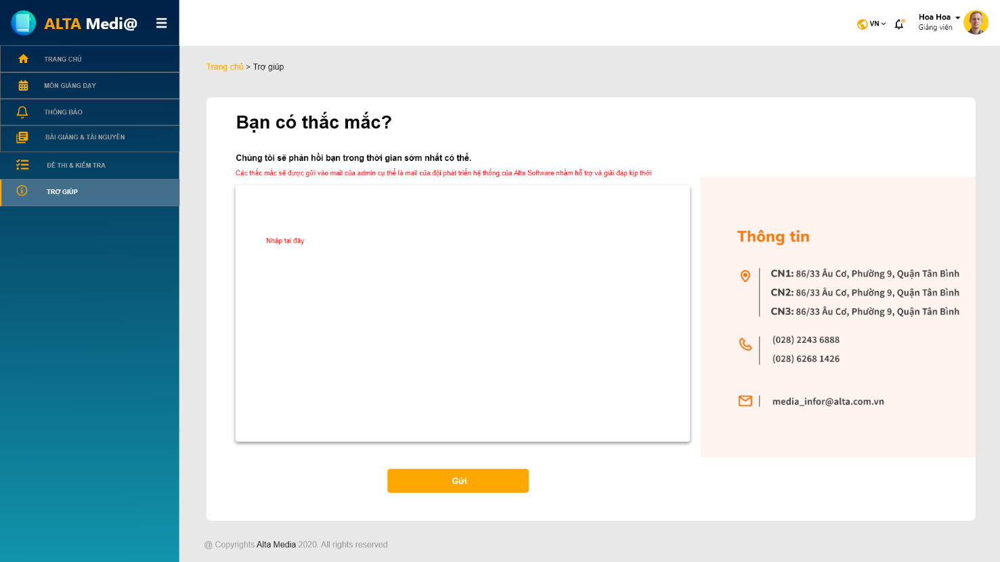 ALTA Medi@
VN
Hoa Hoa
Giảng viên
TRANG CHỦ
MÔN GIẢNG DẠY
THÔNG BÁO
BÀI GIẢNG & TÀI NGUYÊN
ĐỀ THI & KIỂM TRA
TRỢ GIÚP
Trang chủ > Trợ giúp
Bạn có thắc mắc?
Chúng tôi sẽ phản hồi bạn trong thời gian sớm nhất có thể.
Các thắc mắc sẽ được gửi vào mail của admin cụ thể là mail của đội phát triển hệ thống của Alta Software nhằm hỗ trợ và giải đáp kịp thời
Nhập tại đây
Gửi
Thông tin
CN1: 86/33 Âu Cơ, Phường 9, Quận Tân Bình
CN2: 86/33 Âu Cơ, Phường 9, Quận Tân Bình
CN3: 86/33 Âu Cơ, Phường 9, Quận Tân Bình
(028) 2243 6888
(028) 6268 1426
media_infor@alta.com.vn
@ Copyrights Alta Media 2020. All rights reserved